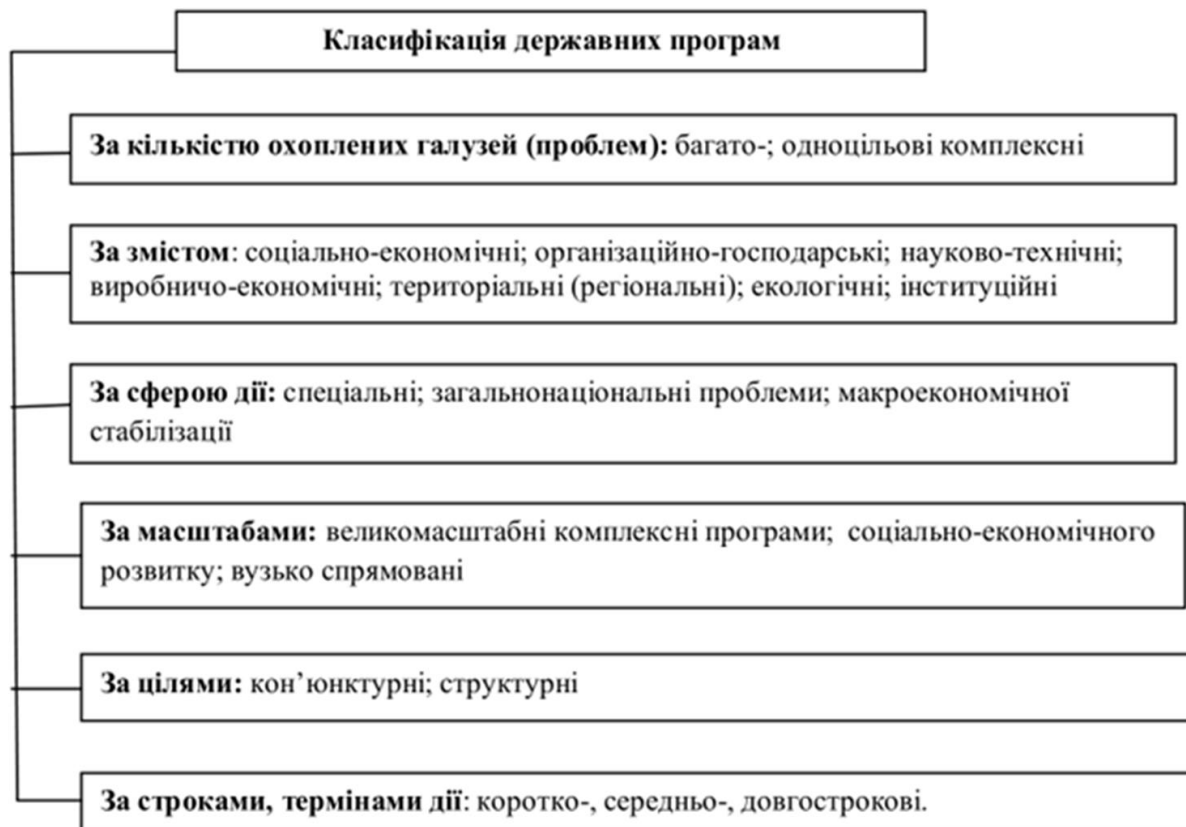 Класифікація державних програм
За кількістю охоплених галузей (проблем): багато-; одноцільові комплексні
За змістом: соціально-економічні; організаційно-господарські; науково-технічні;
виробничо-економічні; територіальні (регіональні); екологічні; інституційні
За сферою дії: спеціальні; загальнонаціональні проблеми; макроекономічної
стабілізації
За масштабами: великомасштабні комплексні програми; соціально-економічного
розвитку; вузько спрямовані
За цілями: кон’юнктурні; структурні
За строками, термінами дії: коротко-, середньо-, довгострокові.